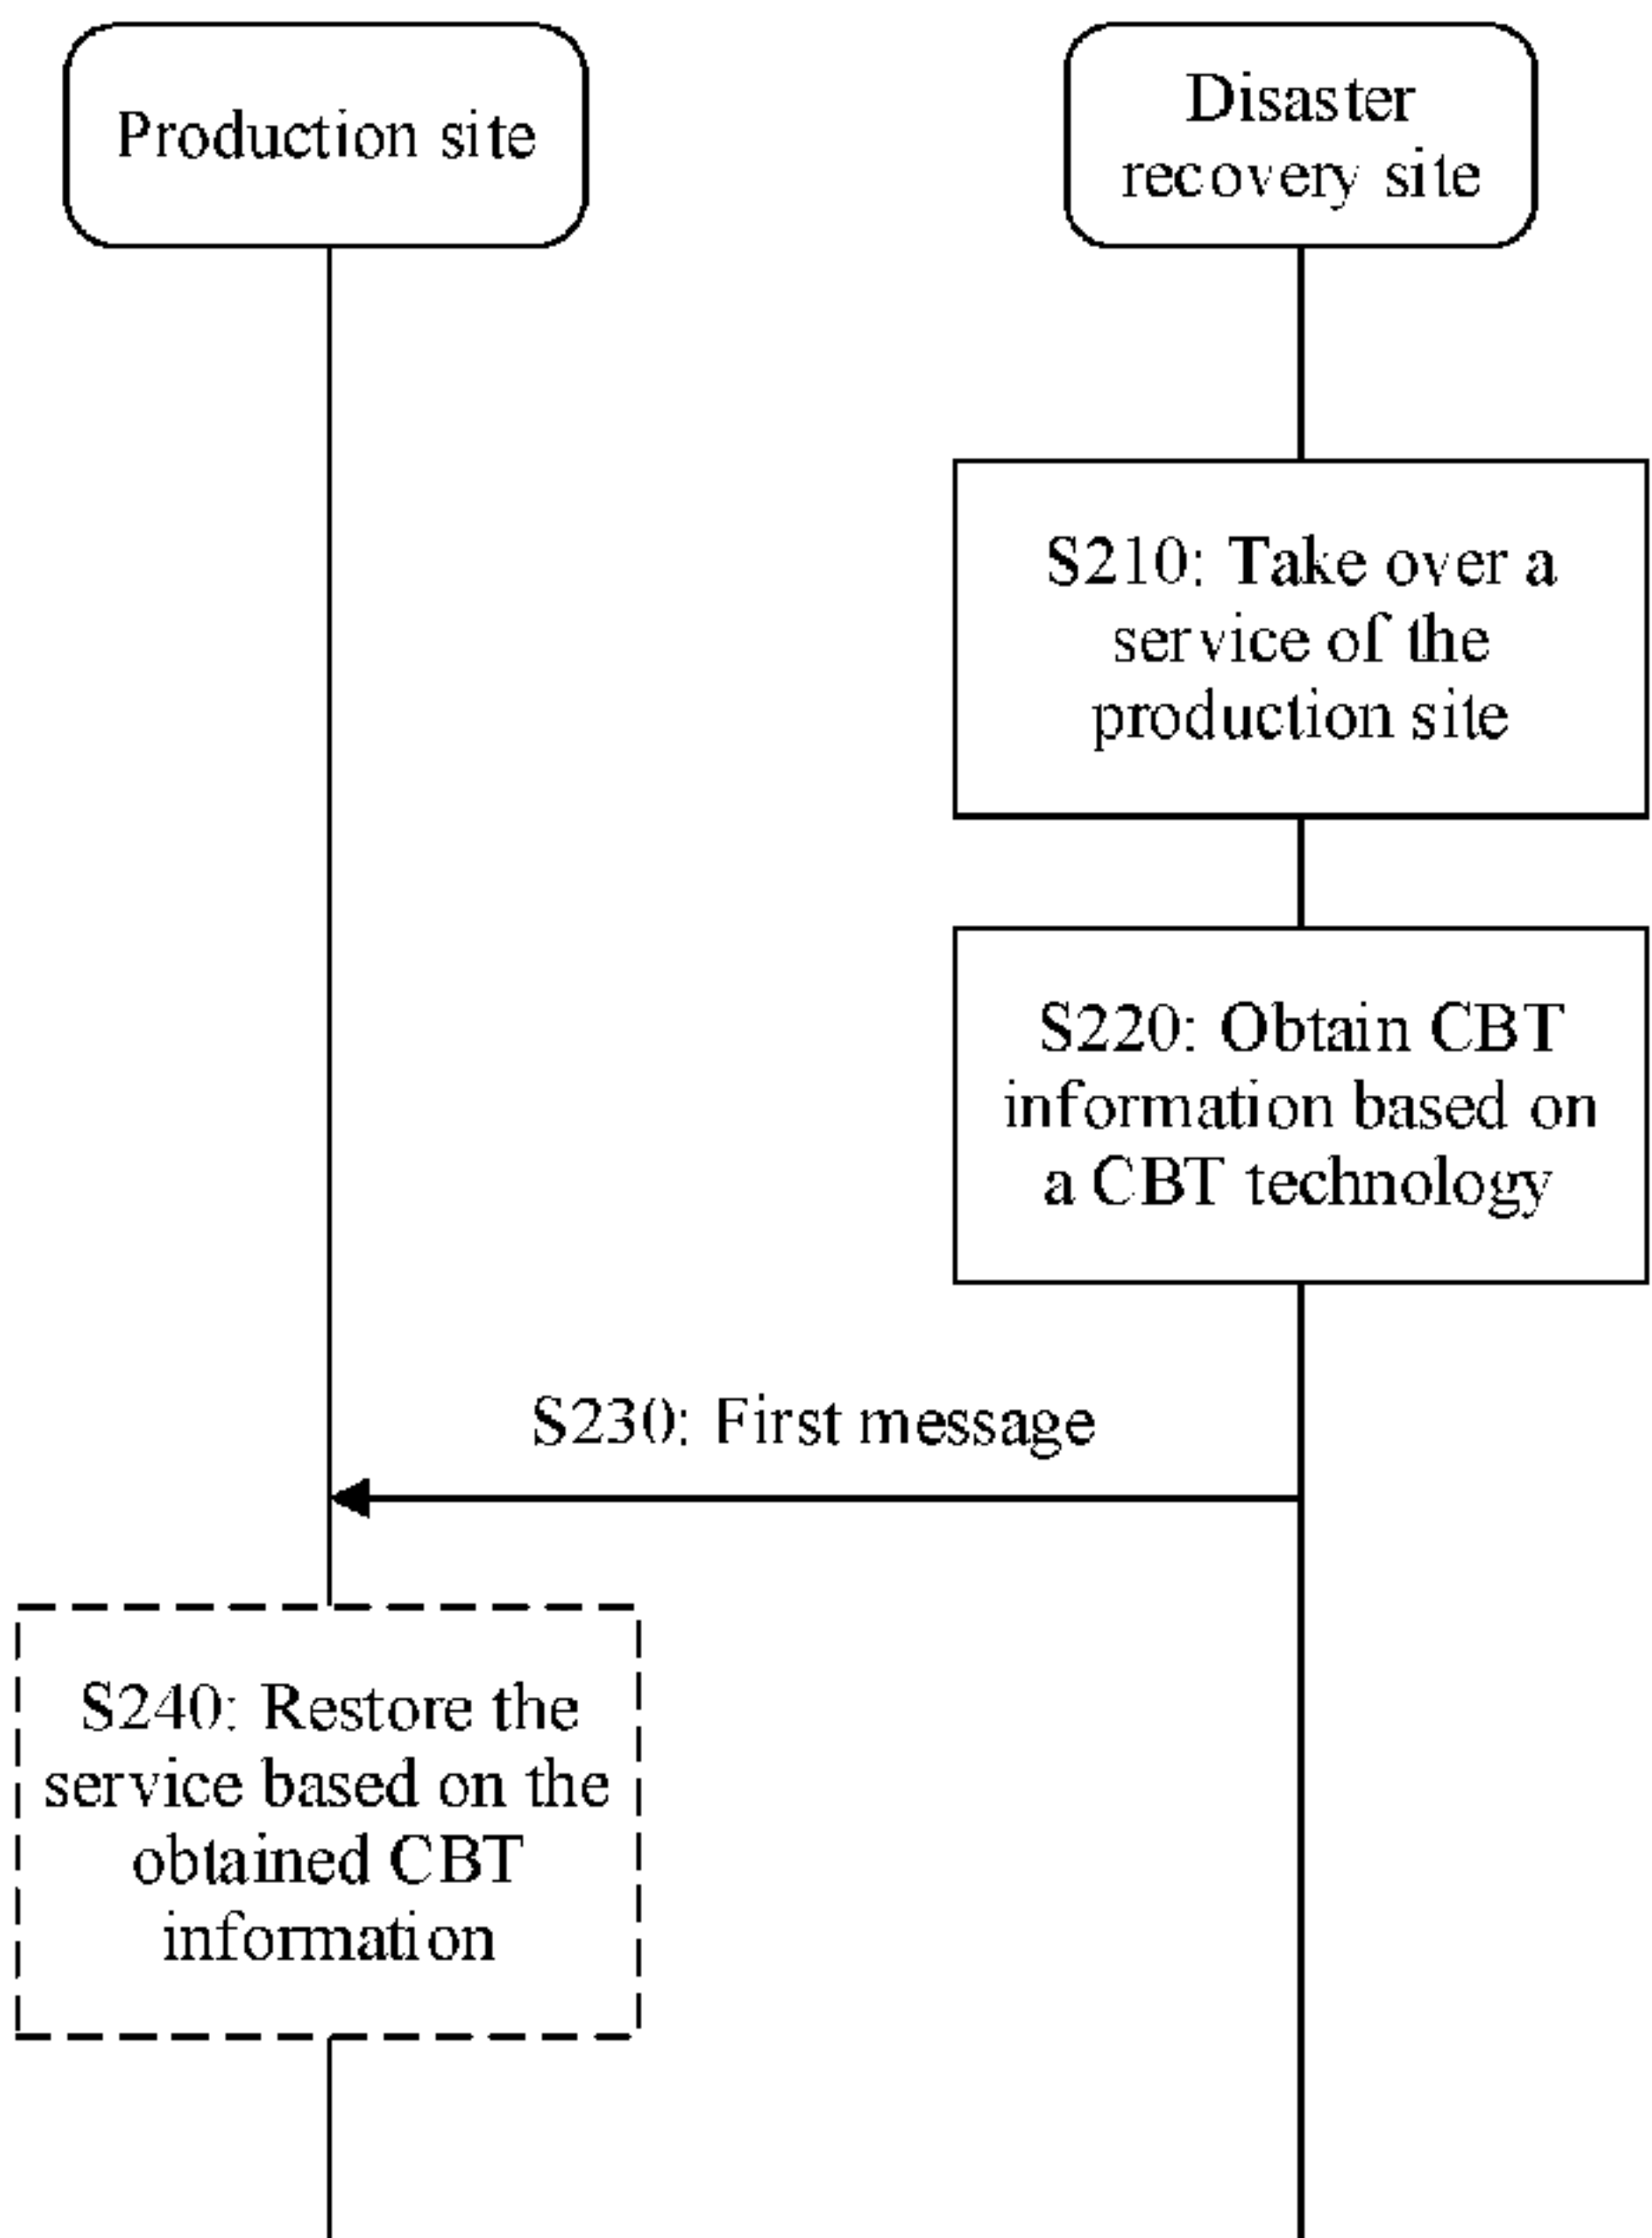 Production site
Disaster
recovery site
S210: Take over a
service of the
production site
S220: Obtain CBT
information based on
a CBT technology
S230: First message
S240: Restore the
service based on the
obtained CBT
information